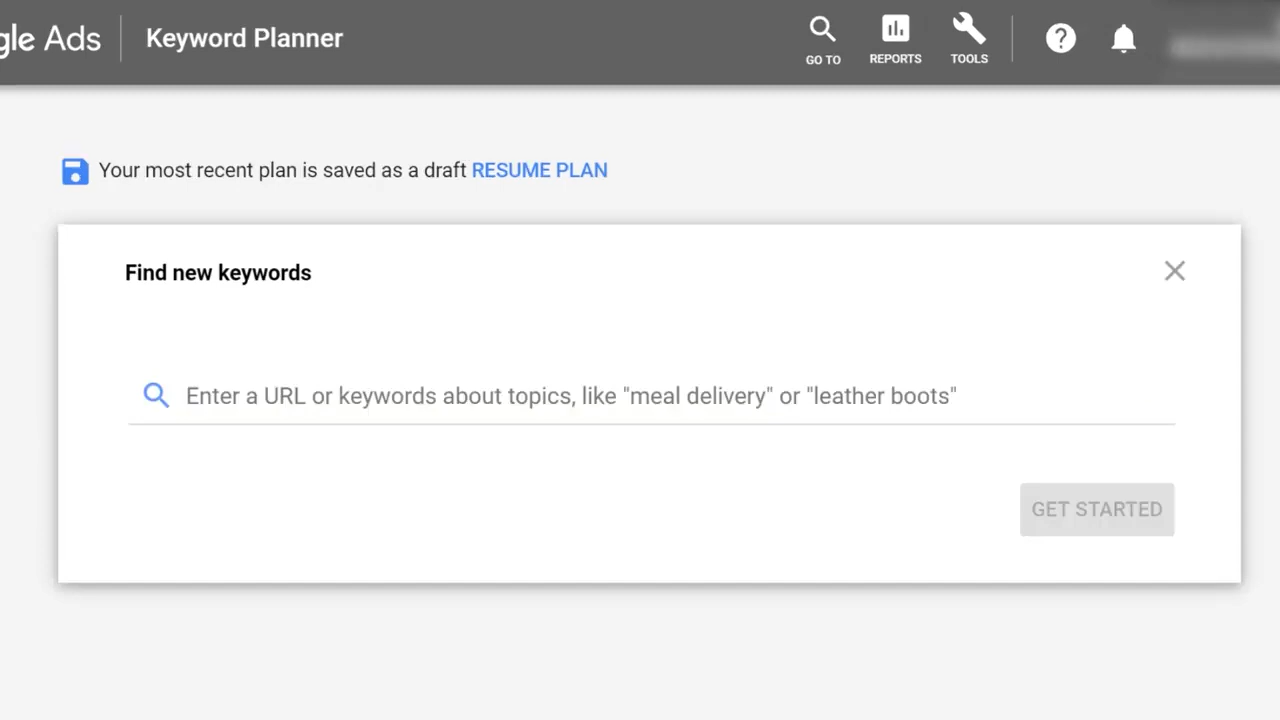 gle Ads
Keyword Planner
GO TO
REPORTS
TOOLS
Your most recent plan is saved as a draft RESUME PLAN
Find new keywords
Enter a URL or keywords about topics, like "meal delivery" or "leather boots"
GET STARTED